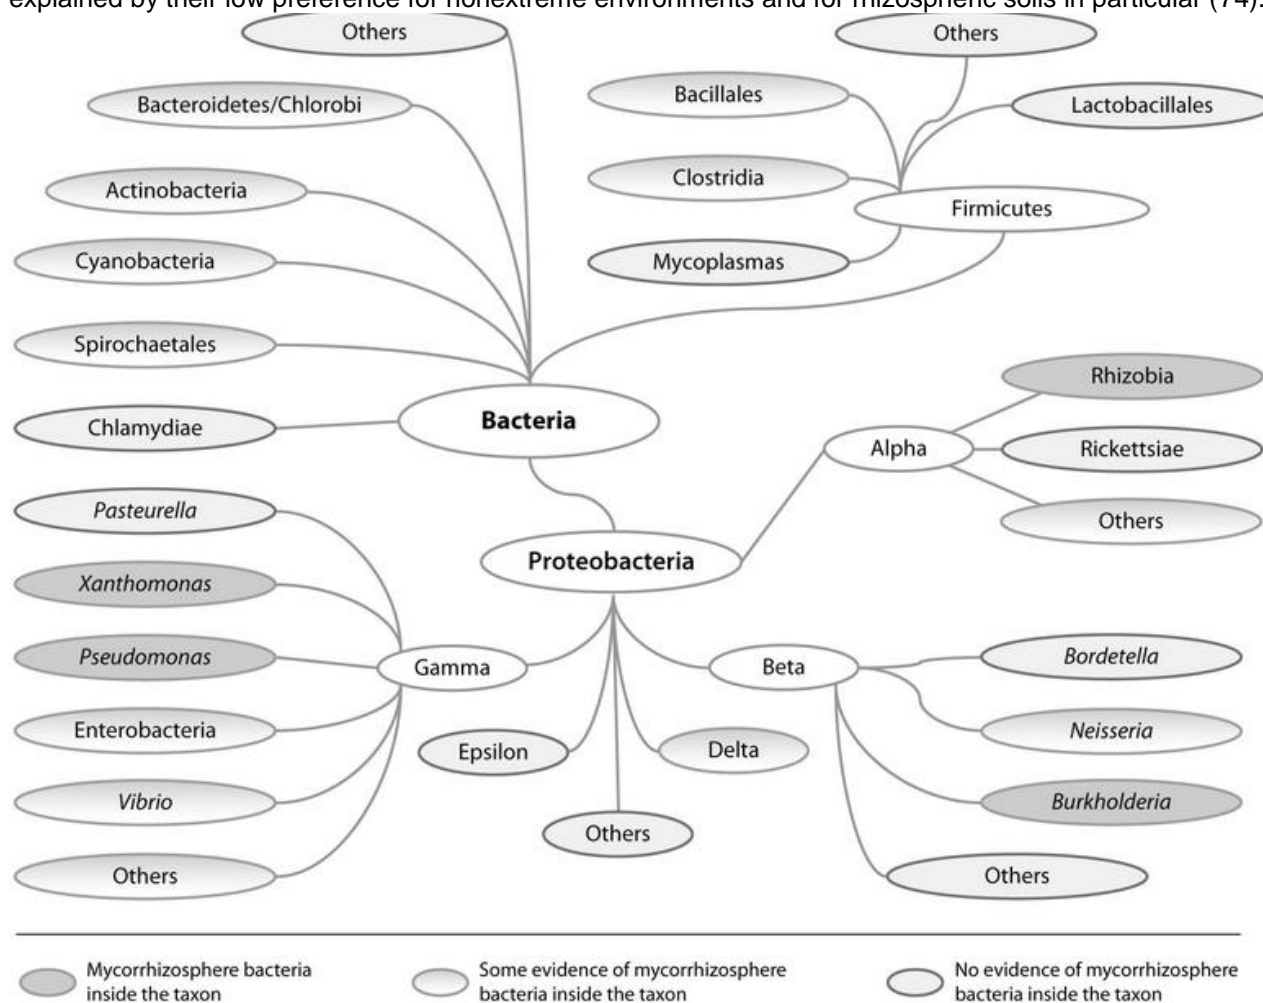 explained by their low preference for nonextreme environments and for rhizospheric soils in particular (74).
Others
Others
Bacteroidetes/Chlorobi
Bacillales
Lactobacillales
Actinobacteria
Clostridia
Firmicutes
Cyanobacteria
Mycoplasmas
Spirochaetales
Rhizobia
Chlamydiae
Bacteria
Alpha
Rickettsiae
Pasteurella
Others
Proteobacteria
Xanthomonas
Pseudomonas
Gamma
Beta
Bordetella
Enterobacteria
Epsilon
Delta
Neisseria
Vibrio
Burkholderia
Others
Others
Others
Mycorrhizosphere bacteria
inside the taxon
Some evidence of mycorrhizosphere
bacteria inside the taxon
No evidence of mycorrhizosphere
bacteria inside the taxon